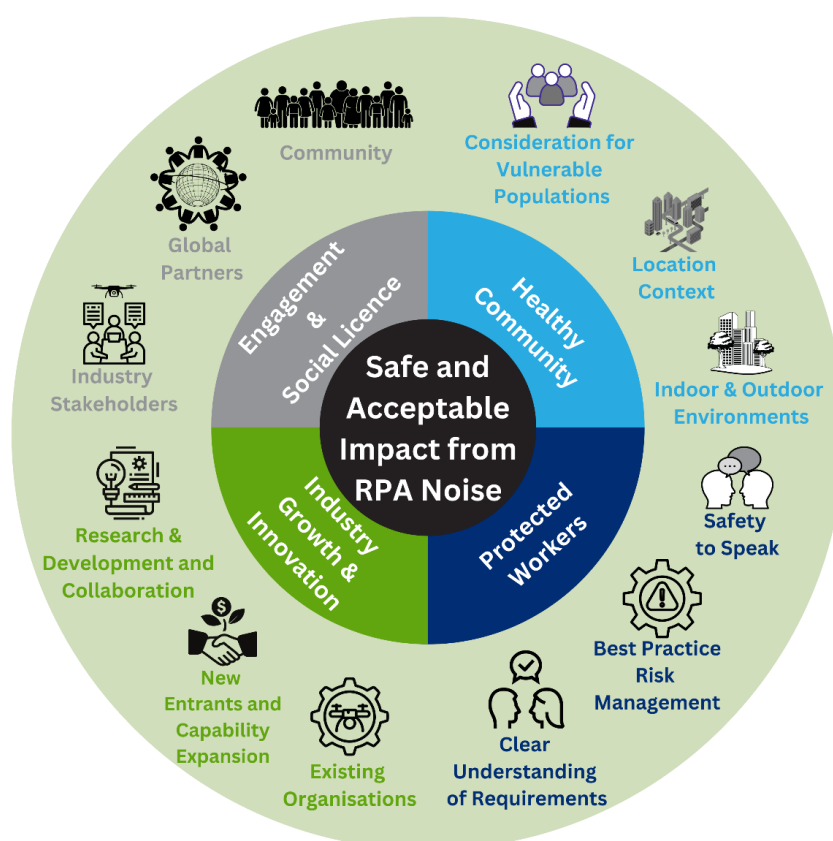 Community
Consideration for
Vulnerable
Populations
Global
Partners
Location
Context
Industry
Stakeholders
Indoor & Outdoor
Environments
Engagement
&
Social Licence
Healthy
Community
Safe and
Acceptable
Impact from
RPA Noise
Industry
Growth &
Innovation
Protected
Workers
Safety
to Speak
Research &
Development and
Collaboration
Best Practice
Risk
Management
New
Entrants and
Capability
Expansion
Existing
Organisations
Clear
Understanding
of Requirements